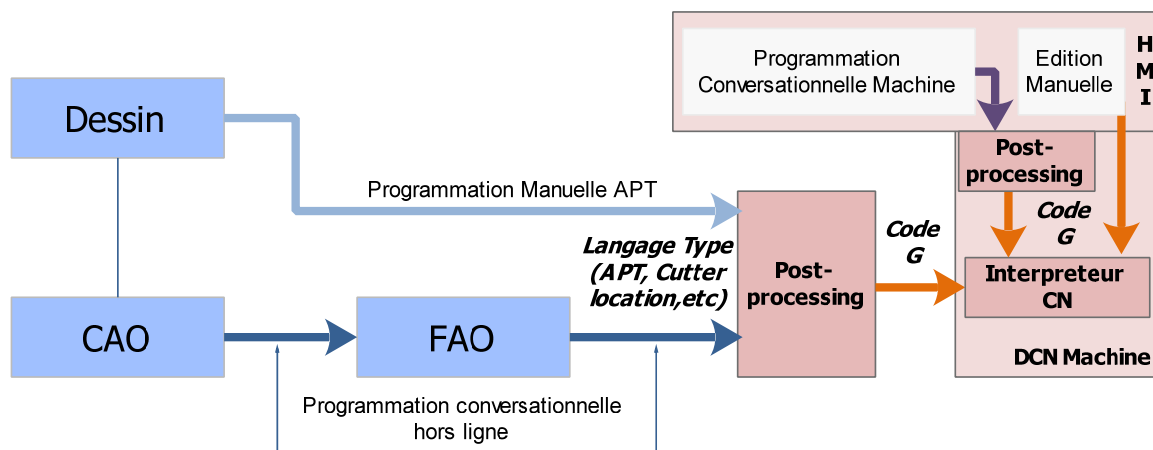 Programmation
Conversationnelle Machine
Edition
Manuelle
H
M
I
Dessin
Post-
processing
Programmation Manuelle APT
Code
G
Langage Type
(APT, Cutter
location,etc)
Post-
processing
Code
G
Interpreteur
CN
CAO
FAO
DCN Machine
Programmation conversationnelle
hors ligne